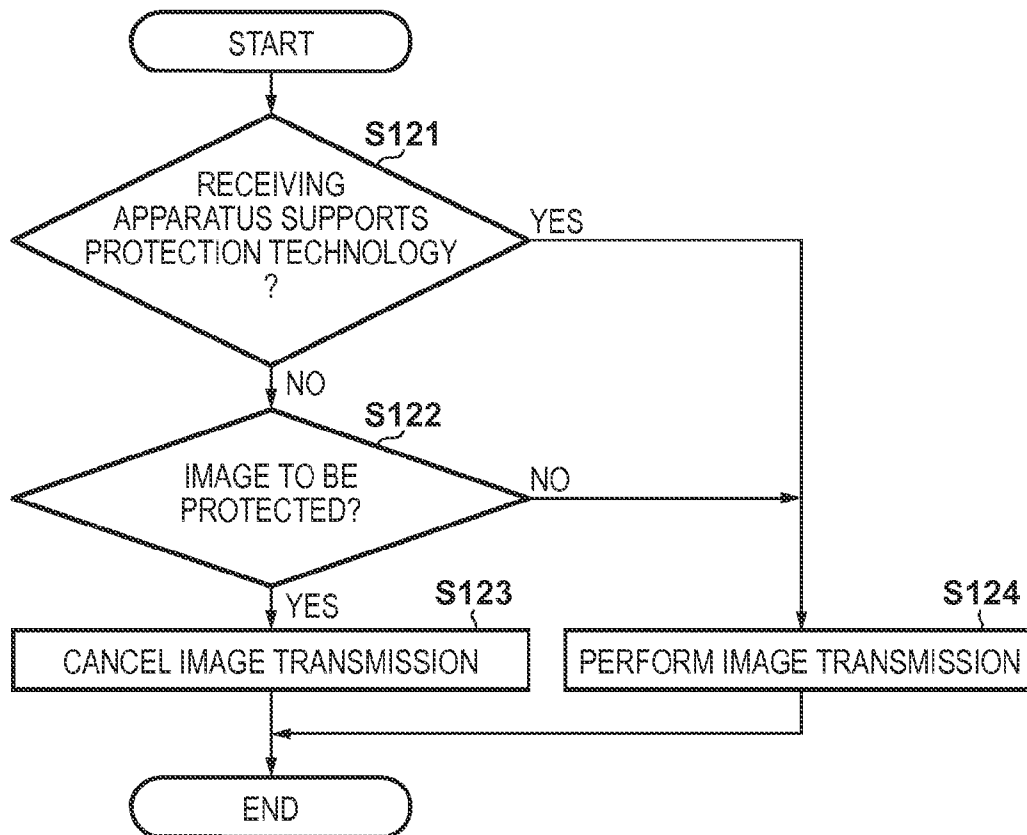 START
S121
RECEIVING
APPARATUS SUPPORTS
PROTECTION TECHNOLOGY
?
YES
NO
S122
IMAGE TO BE
PROTECTED?
NO
YES
S123
CANCEL IMAGE TRANSMISSION
S124
PERFORM IMAGE TRANSMISSION
END